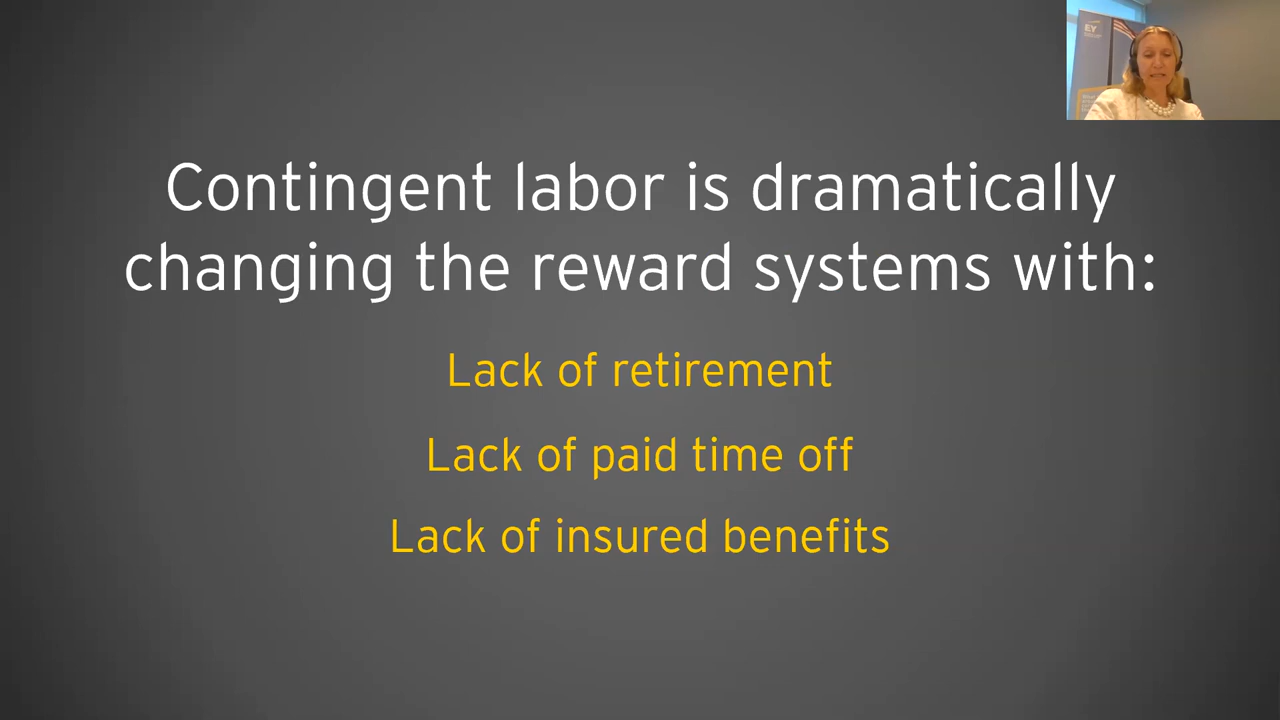 EY
Contingent labor is dramatically
changing the reward systems with:
Lack of retirement
Lack of paid time off
Lack of insured benefits